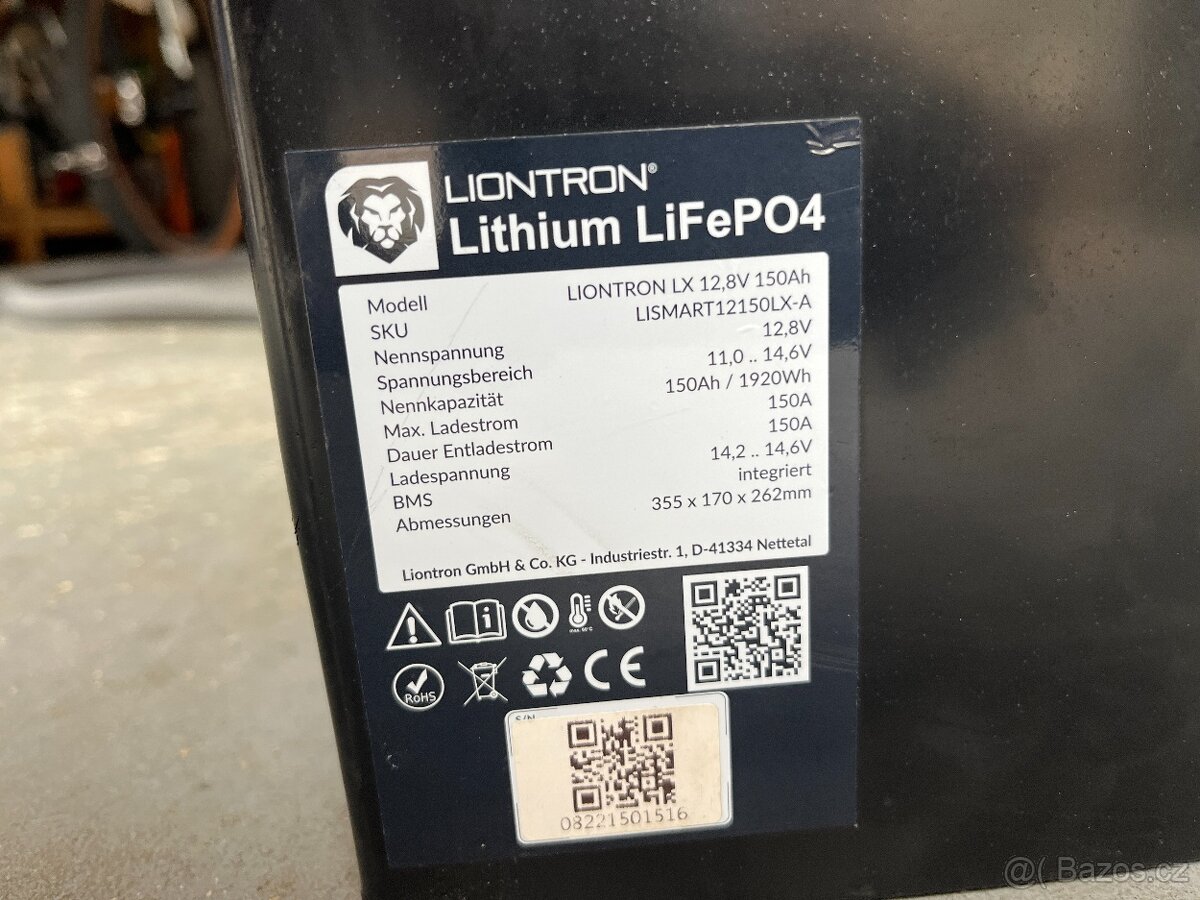 LIONTRON®
Lithium LiFePO4
Modell LIONTRON LX 12,8V 150Ah
SKU LISMART12150LX-A
Nennspannung 12,8V
Spannungsbereich 11,0 .. 14,6V
Nennkapazität 150Ah / 1920Wh
Max. Ladestrom 150A
Dauer Entladestrom 150A
Ladespannung 14,2 .. 14,6V
BMS integriert
Abmessungen 355 x 170 x 262mm
Liontron GmbH & Co. KG - Industriestr. 1, D-41334 Nettetal
i
RoHS
CE
S/N
08221501516
@( Bazos.cz